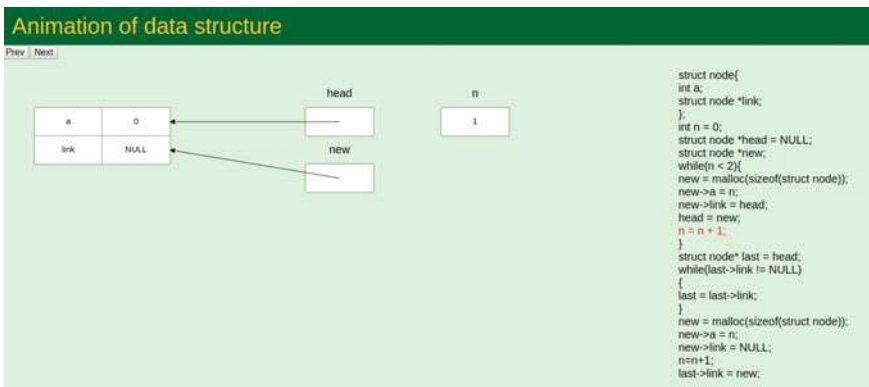 Animation of data structure
Prev Next
head
n
a 0
1
link NULL
new
struct node{
int a;
struct node *link;
};
int n = 0;
struct node *head = NULL;
struct node *new;
while(n < 2){
new = malloc(sizeof(struct node));
new->a = n;
new->link = head;
head = new;
n = n + 1;
}
struct node* last = head;
while(last->link != NULL)
{
last = last->link;
}
new = malloc(sizeof(struct node));
new->a = n;
new->link = NULL;
n=n+1;
last->link = new;